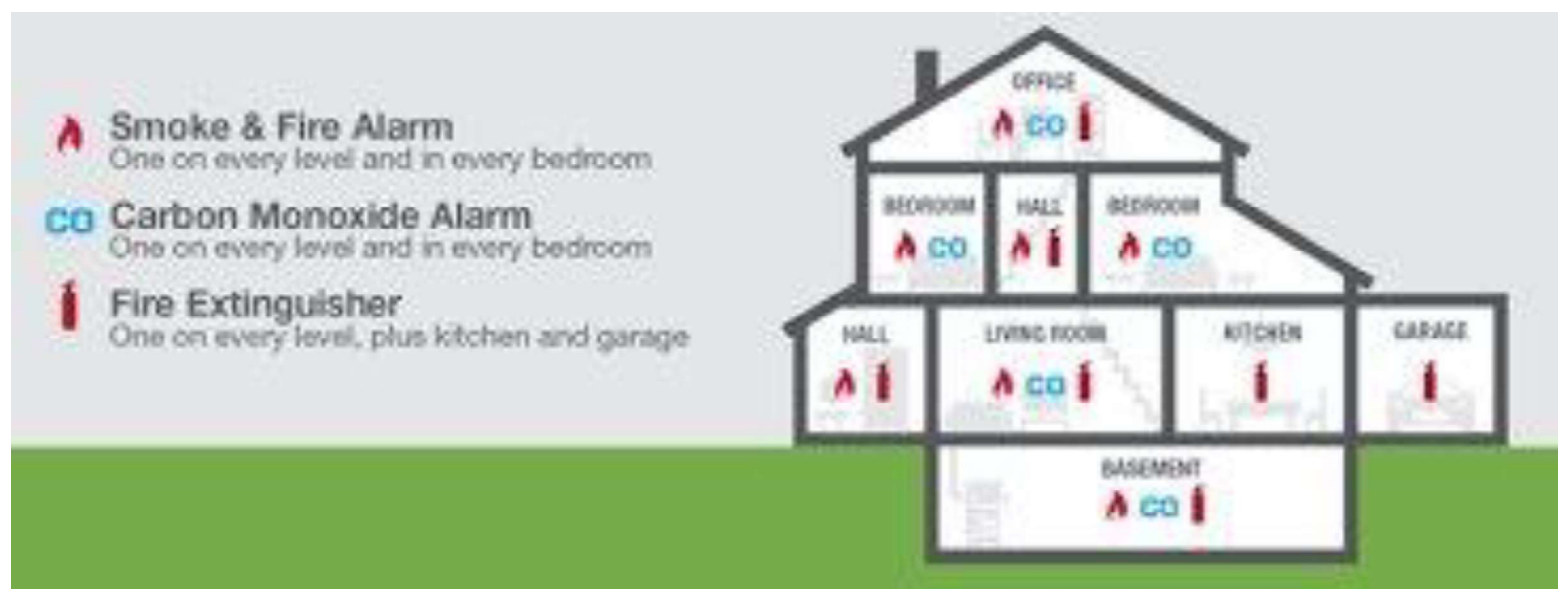 Smoke & Fire Alarm
One on every level and in every bedroom
CO Carbon Monoxide Alarm
One on every level and in every bedroom
Fire Extinguisher
One on every level, plus kitchen and garage
OFFICE
CO
BEDROOM HALL BEDROOM
CO CO
HALL LIVING ROOM KITCHEN GARAGE
CO
BASEMENT
CO